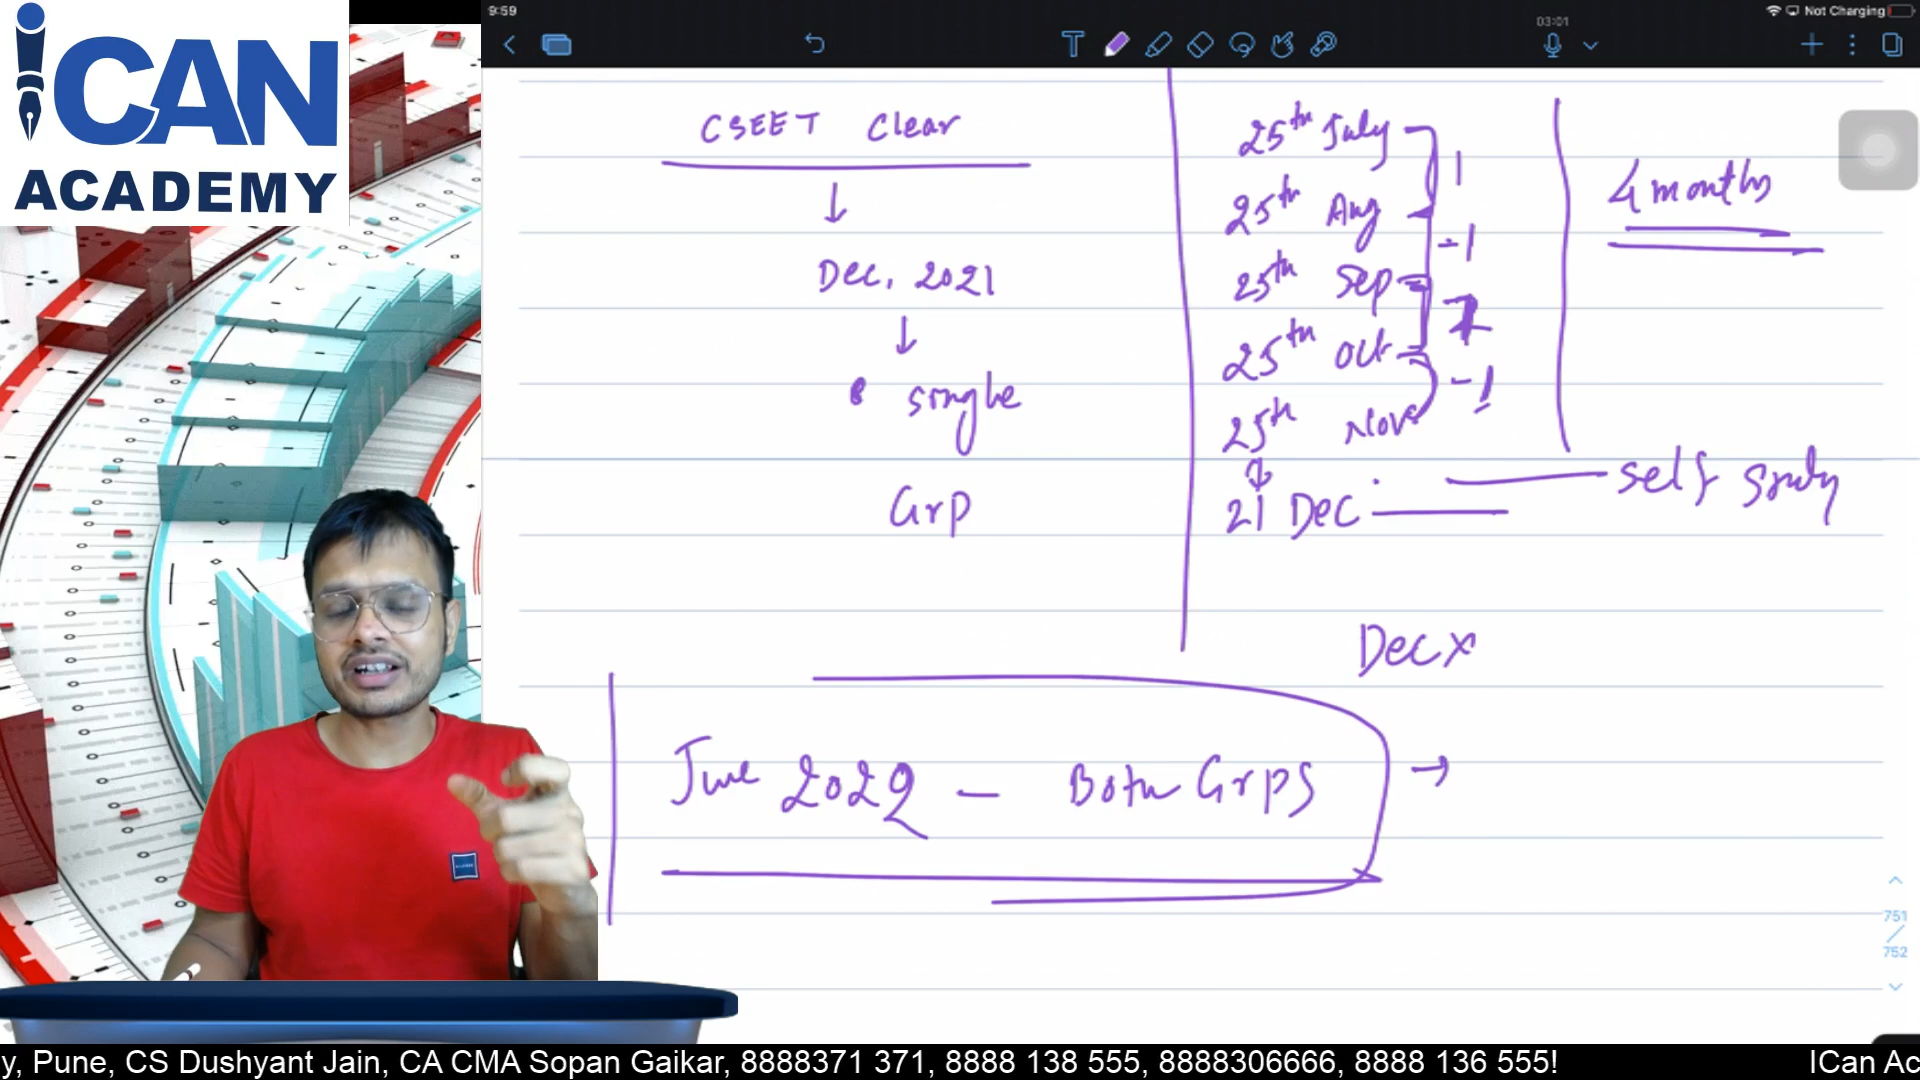 iCAN
ACADEMY
9:59
Not Charging
03:01
CSEET Clear
↓
Dec, 2021
↓
single
Grp
25th July
25th Aug
25th Sep
25th Oct
25th Nov
21 Dec
1
-1
1
-1
4 months
self study
Dec x
June 2022 — Both Grps →
751
752
y, Pune, CS Dushyant Jain, CA CMA Sopan Gaikar, 8888371 371, 8888 138 555, 8888306666, 8888 136 555! ICan Ac